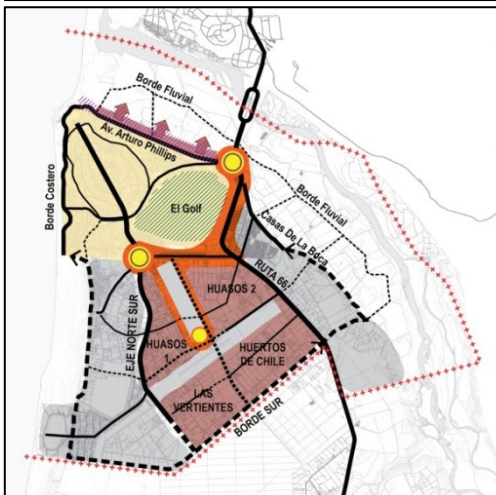 Borde Fluvial
Av. Arturo Phillips
Borde Costero
El Golf
Borde Fluvial
Casas De La Boca
RUTA 66
EJE NORTE SUR
HUASOS 2
HUASOS
1
HUERTOS
DE CHILE
LAS
VERTIENTES
BORDE SUR